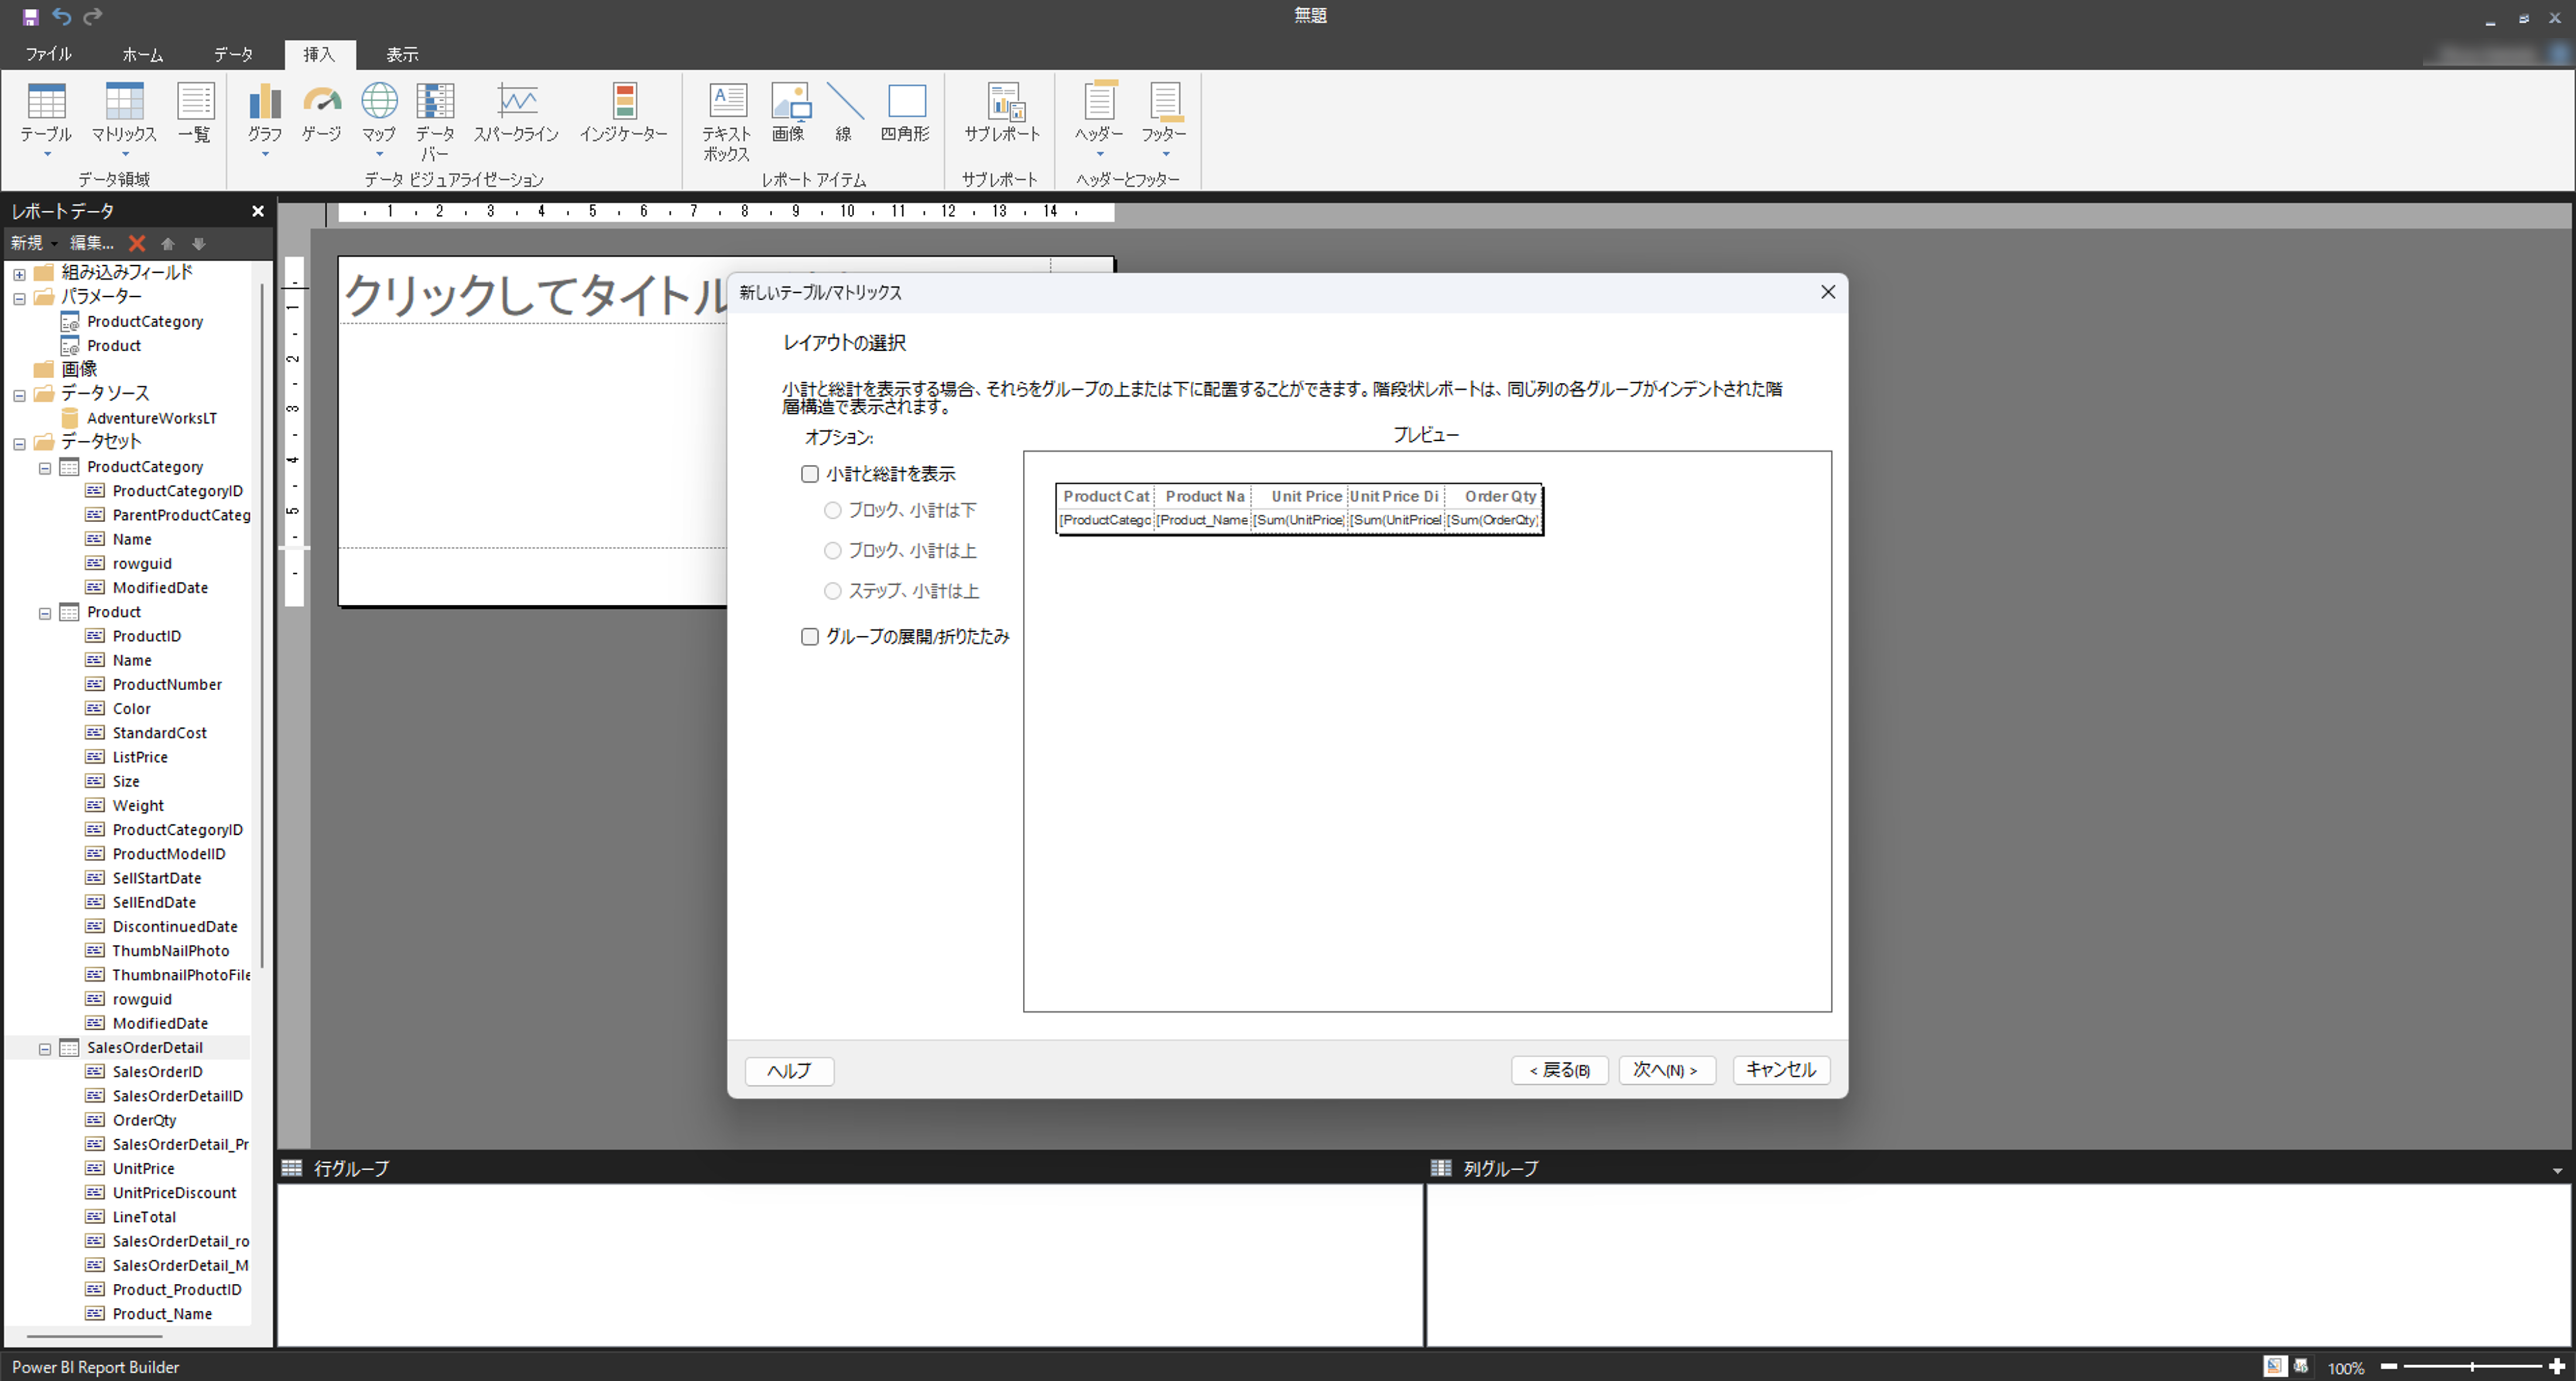 無題
ファイル ホーム データ 挿入 表示
テーブル マトリックス 一覧 グラフ ゲージ マップ データ バー スパークライン インジケーター テキスト ボックス 画像 線 四角形 サブレポート ヘッダー フッター
データ領域 データ ビジュアライゼーション レポート アイテム サブレポート ヘッダーとフッター
レポート データ
新規 編集...
組み込みフィールド
パラメーター
ProductCategory
Product
画像
データ ソース
AdventureWorksLT
データセット
ProductCategory
ProductCategoryID
ParentProductCateg
Name
rowguid
ModifiedDate
Product
ProductID
Name
ProductNumber
Color
StandardCost
ListPrice
Size
Weight
ProductCategoryID
ProductModelID
SellStartDate
SellEndDate
DiscontinuedDate
ThumbNailPhoto
ThumbnailPhotoFile
rowguid
ModifiedDate
SalesOrderDetail
SalesOrderID
SalesOrderDetailID
OrderQty
SalesOrderDetail_Pr
UnitPrice
UnitPriceDiscount
LineTotal
SalesOrderDetail_ro
SalesOrderDetail_M
Product_ProductID
Product_Name
1 2 3 4 5 6 7 8 9 10 11 12 13 14
1
2
3
4
5
クリックしてタイトル
新しいテーブル/マトリックス
レイアウトの選択
小計と総計を表示する場合、それらをグループの上または下に配置することができます。階段状レポートは、同じ列の各グループがインデントされた階
層構造で表示されます。
オプション:
プレビュー
小計と総計を表示
ブロック、小計は下
ブロック、小計は上
ステップ、小計は上
グループの展開/折りたたみ
Product Cat Product Na Unit Price Unit Price Di Order Qty
[ProductCatego [Product_Name [Sum(UnitPrice) [Sum(UnitPricel [Sum(OrderQty)
ヘルプ < 戻る(B) 次へ(N) > キャンセル
行グループ
列グループ
Power BI Report Builder
100%